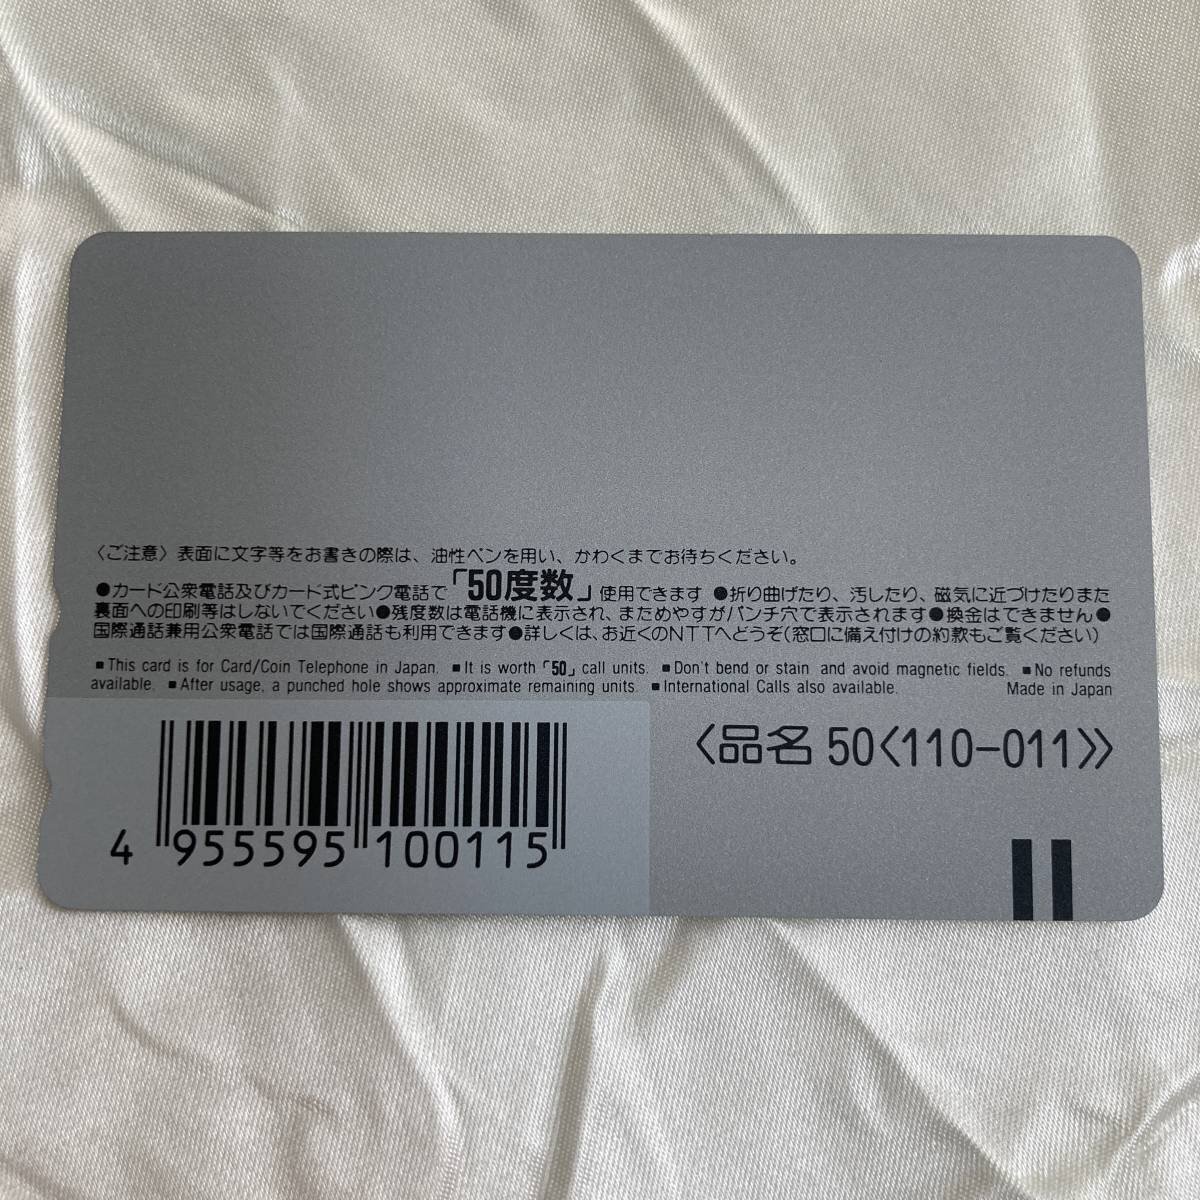 〈ご注意〉表面に文字等をお書きの際は、油性ペンを用い、かわくまでお待ちください。
●カード公衆電話及びカード式ピンク電話で「50度数」使用できます ●折り曲げたり、汚したり、磁気に近づけたりまた
裏面への印刷等はしないでください●残度数は電話機に表示され、まためやすがパンチ穴で表示されます●換金はできません●
国際通話兼用公衆電話では国際通話も利用できます●詳しくは、お近くのNTTへどうぞ(窓口に備え付けの約款もご覧ください)
■This card is for Card/Coin Telephone in Japan. ■It is worth「50」call units. ■Don't bend or stain and avoid magnetic fields. ■No refunds
available. ■After usage, a punched hole shows approximate remaining units. ■International Calls also available. Made in Japan
〈品名 50〈110-011〉〉
4 955595 100115